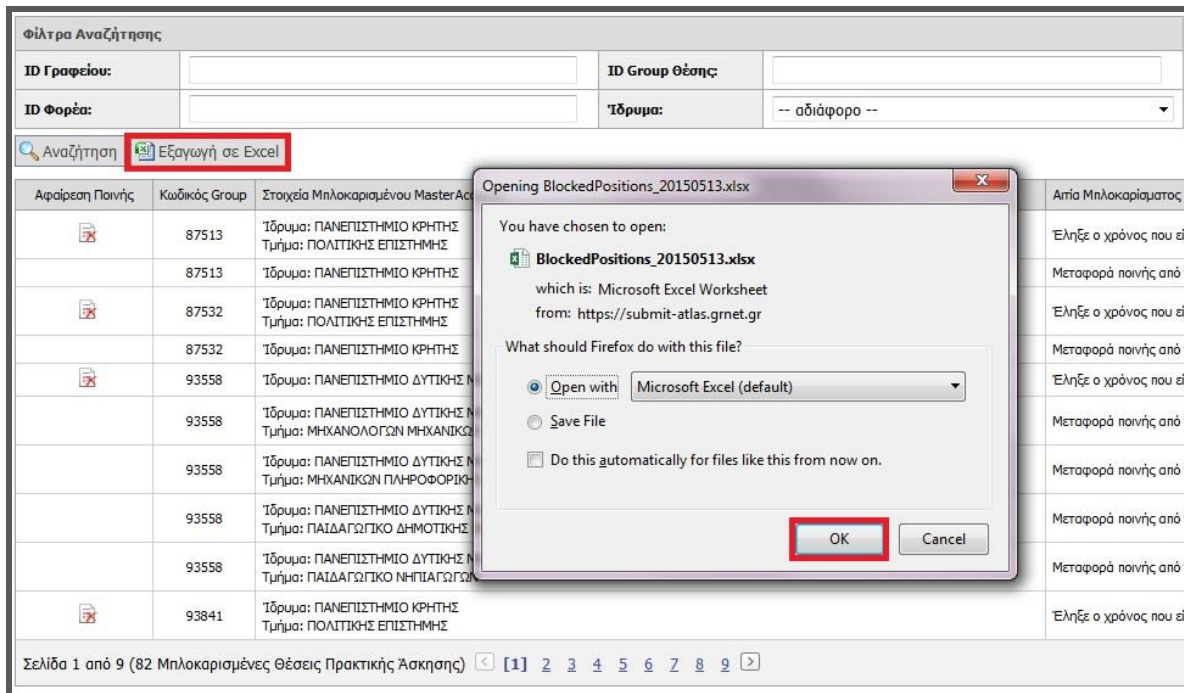 Φίλτρα Αναζήτησης
ID Γραφείου: ID Group Θέσης:
ID Φορέα: Ίδρυμα: -- αδιάφορο --
Αναζήτηση Εξαγωγή σε Excel
Αφαίρεση Ποινής Κωδικός Group Στοιχεία Μπλοκαρισμένου Αιτία Μπλοκαρίσματος
87513 Ίδρυμα: ΠΑΝΕΠΙΣΤΗΜΙΟ ΚΡΗΤΗΣ
Τμήμα: ΠΟΛΙΤΙΚΗΣ ΕΠΙΣΤΗΜΗΣ
Έληξε ο χρόνος που
87513 Ίδρυμα: ΠΑΝΕΠΙΣΤΗΜΙΟ ΚΡΗΤΗΣ Μεταφορά ποινής από
87532 Ίδρυμα: ΠΑΝΕΠΙΣΤΗΜΙΟ ΚΡΗΤΗΣ
Τμήμα: ΠΟΛΙΤΙΚΗΣ ΕΠΙΣΤΗΜΗΣ
Έληξε ο χρόνος που
87532 Ίδρυμα: ΠΑΝΕΠΙΣΤΗΜΙΟ ΚΡΗΤΗΣ Μεταφορά ποινής από
93558 Ίδρυμα: ΠΑΝΕΠΙΣΤΗΜΙΟ ΔΥΤΙΚΗΣ Έληξε ο χρόνος που
93558 Ίδρυμα: ΠΑΝΕΠΙΣΤΗΜΙΟ ΔΥΤΙΚΗΣ
Τμήμα: ΜΗΧΑΝΟΛΟΓΩΝ
Μεταφορά ποινής από
93558 Ίδρυμα: ΠΑΝΕΠΙΣΤΗΜΙΟ ΔΥΤΙΚΗΣ
Τμήμα: ΜΗΧΑΝΙΚΩΝ
Μεταφορά ποινής από
93558 Ίδρυμα: ΠΑΝΕΠΙΣΤΗΜΙΟ ΔΥΤΙΚΗΣ
Τμήμα: ΠΑΙΔΑΓΩΓΙΚΟ ΔΗΜΟΤΙΚΗΣ
Μεταφορά ποινής από
93558 Ίδρυμα: ΠΑΝΕΠΙΣΤΗΜΙΟ ΔΥΤΙΚΗΣ
Τμήμα: ΠΑΙΔΑΓΩΓΙΚΟ
Μεταφορά ποινής από
93841 Ίδρυμα: ΠΑΝΕΠΙΣΤΗΜΙΟ ΚΡΗΤΗΣ
Τμήμα: ΠΟΛΙΤΙΚΗΣ ΕΠΙΣΤΗΜΗΣ
Έληξε ο χρόνος που
Σελίδα 1 από 9 (82 Μπλοκαρισμένες Θέσεις Πρακτικής Άσκησης) [1] 2 3 4 5 6 7 8 9
Opening BlockedPositions_20150513.xlsx
You have chosen to open:
BlockedPositions_20150513.xlsx
which is: Microsoft Excel Worksheet
from: https://submit-atlas.grnet.gr
What should Firefox do with this file?
Open with Microsoft Excel (default)
Save File
Do this automatically for files like this from now on.
OK Cancel